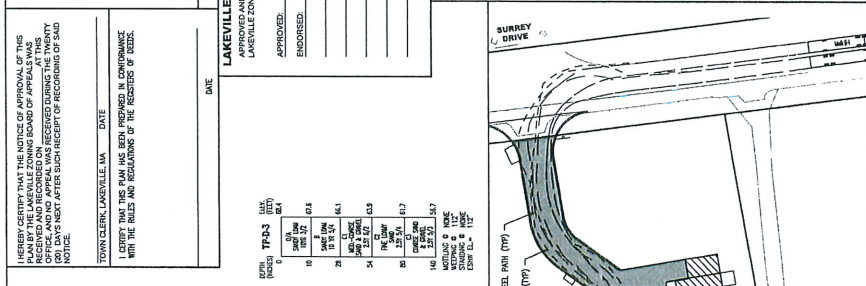 I HEREBY CERTIFY THAT THE NOTICE OF APPROVAL OF THIS
PLAN BY THE LAKEVILLE ZONING BOARD OF APPEALS WAS
RECEIVED AND RECORDED ON AT THIS
OFFICE, AND NO APPEAL WAS RECEIVED DURING THE TWENTY
(20) DAYS NEXT AFTER SUCH RECEIPT OF RECORDING OF SAID
NOTICE.
TOWN CLERK, LAKEVILLE, MA DATE
I CERTIFY THAT THIS PLAN HAS BEEN PREPARED IN CONFORMANCE
WITH THE RULES AND REGULATIONS OF THE REGISTERS OF DEEDS.
DATE
LAKEVILLE
APPROVED AND
LAKEVILLE ZON
APPROVED:
ENDORSED:
DEPTH TP-D-3 ELEV.
(INCHES) (FEET)
0
O/A
SANDY LOAM
10YR 3/2
10 67.6
B
SANDY LOAM
10 YR 5/4
28 66.1
C1
MED-COARSE
SAND & GRAVEL
2.5Y 6/2
54 63.9
C2
FINE LOAMY
SAND
2.5Y 5/4
80 61.7
C3
COARSE SAND
& GRAVEL
2.5Y 5/3
140 56.7
MOTTLING @ NONE
WEEPING @ 112"
STANDING @ NONE
ESHW EL.= 112"
SURREY
DRIVE
EL PATH (TYP)
(TYP)